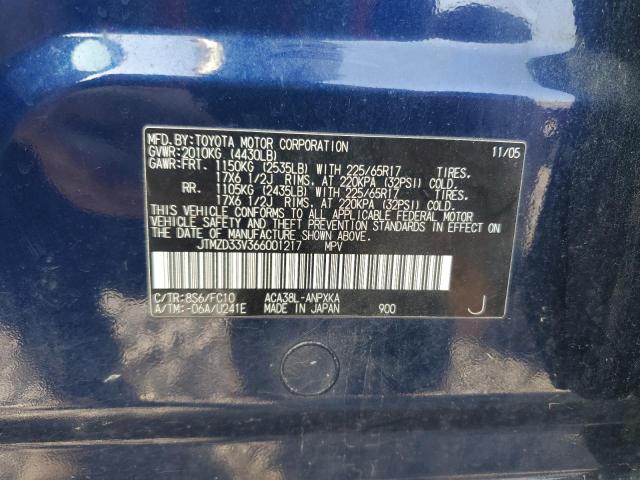 MFD. BY: TOYOTA MOTOR CORPORATION 11/05
GVWR: 2010KG (4430LB)
GAWR: FRT. 1150KG (2535LB) WITH 225/65R17 TIRES,
17X6 1/2J RIMS, AT 220KPA (32PSI) COLD.
RR. 1105KG (2435LB) WITH 225/65R17 TIRES,
17X6 1/2J RIMS, AT 220KPA (32PSI) COLD.
THIS VEHICLE CONFORMS TO ALL APPLICABLE FEDERAL MOTOR
VEHICLE SAFETY AND THEFT PREVENTION STANDARDS IN EFFECT ON
THE DATE OF MANUFACTURE SHOWN ABOVE.
JTMZD33V366001217 MPV
C/TR: 8S6/FC10 ACA38L-ANPXKA
A/TM: -06A/U241E MADE IN JAPAN 900 J